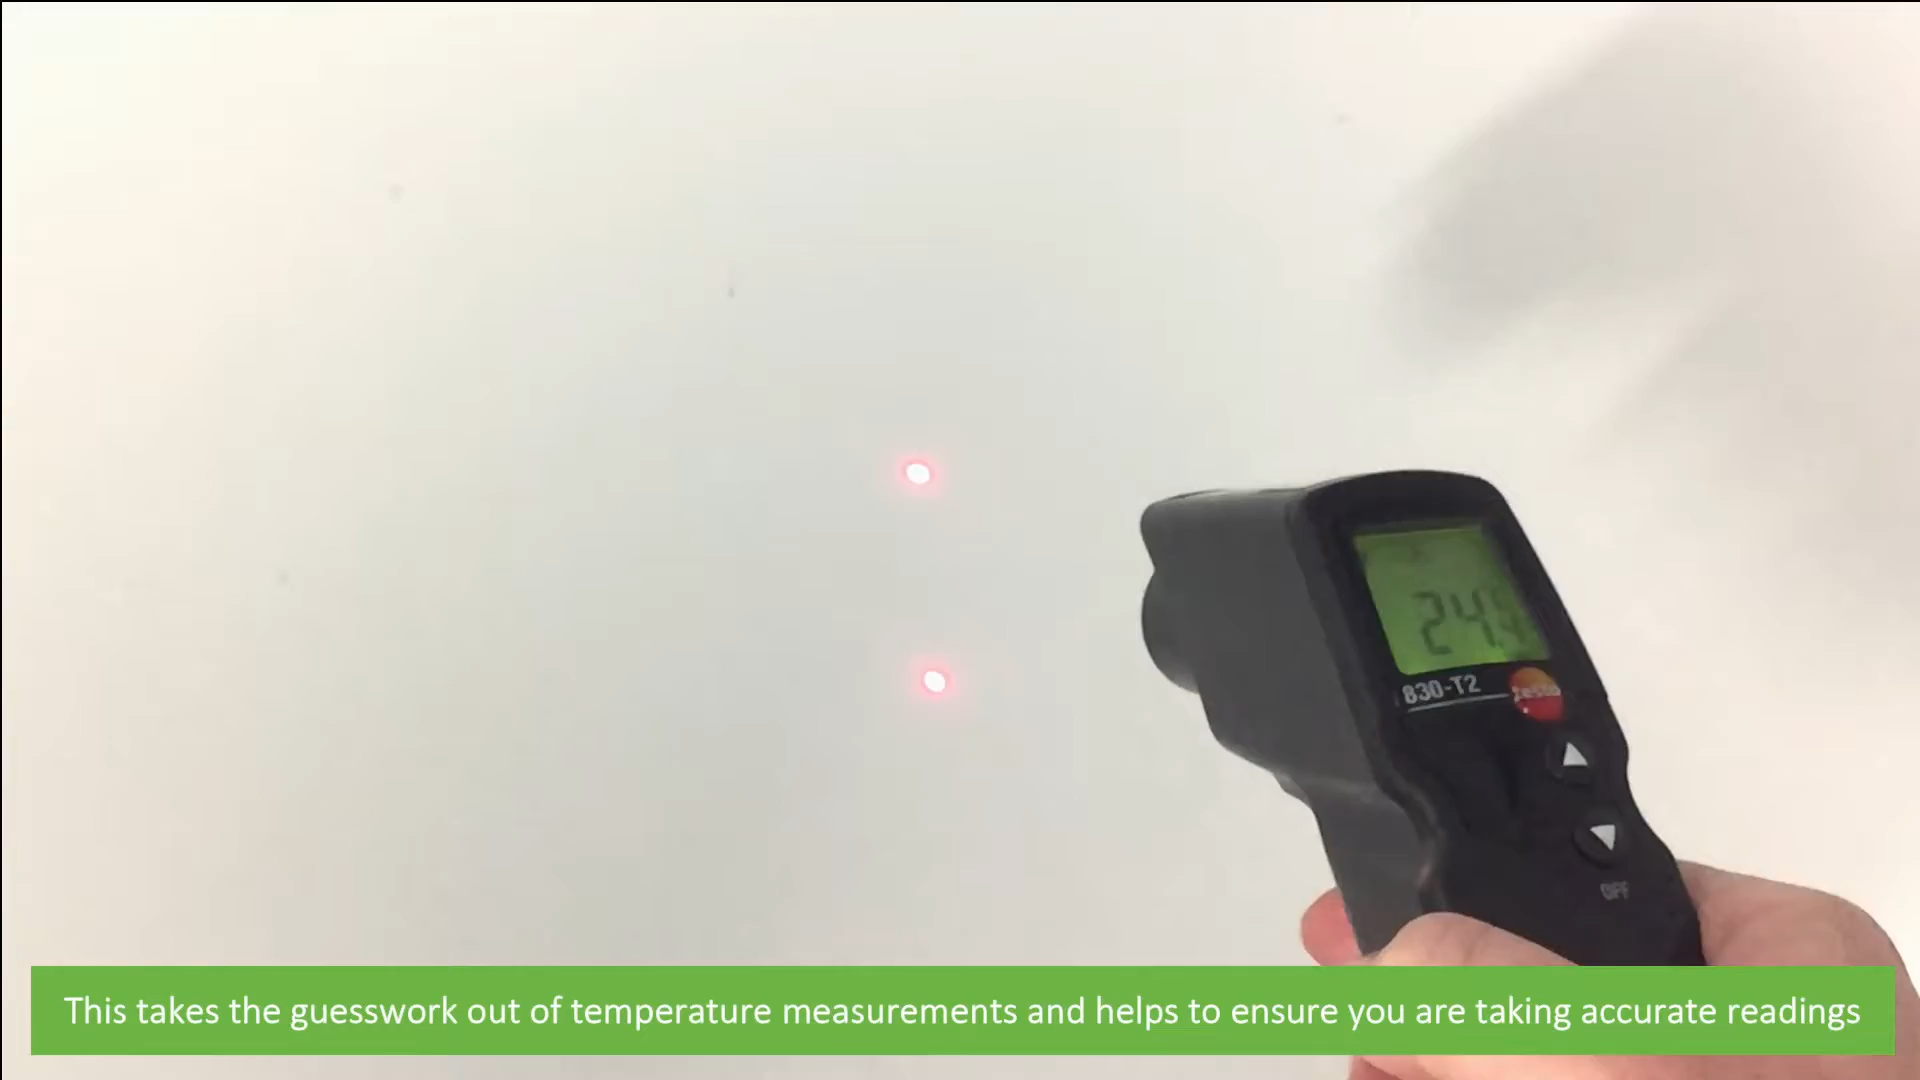 24.
830-T2
testo
OFF
This takes the guesswork out of temperature measurements and helps to ensure you are taking accurate readings